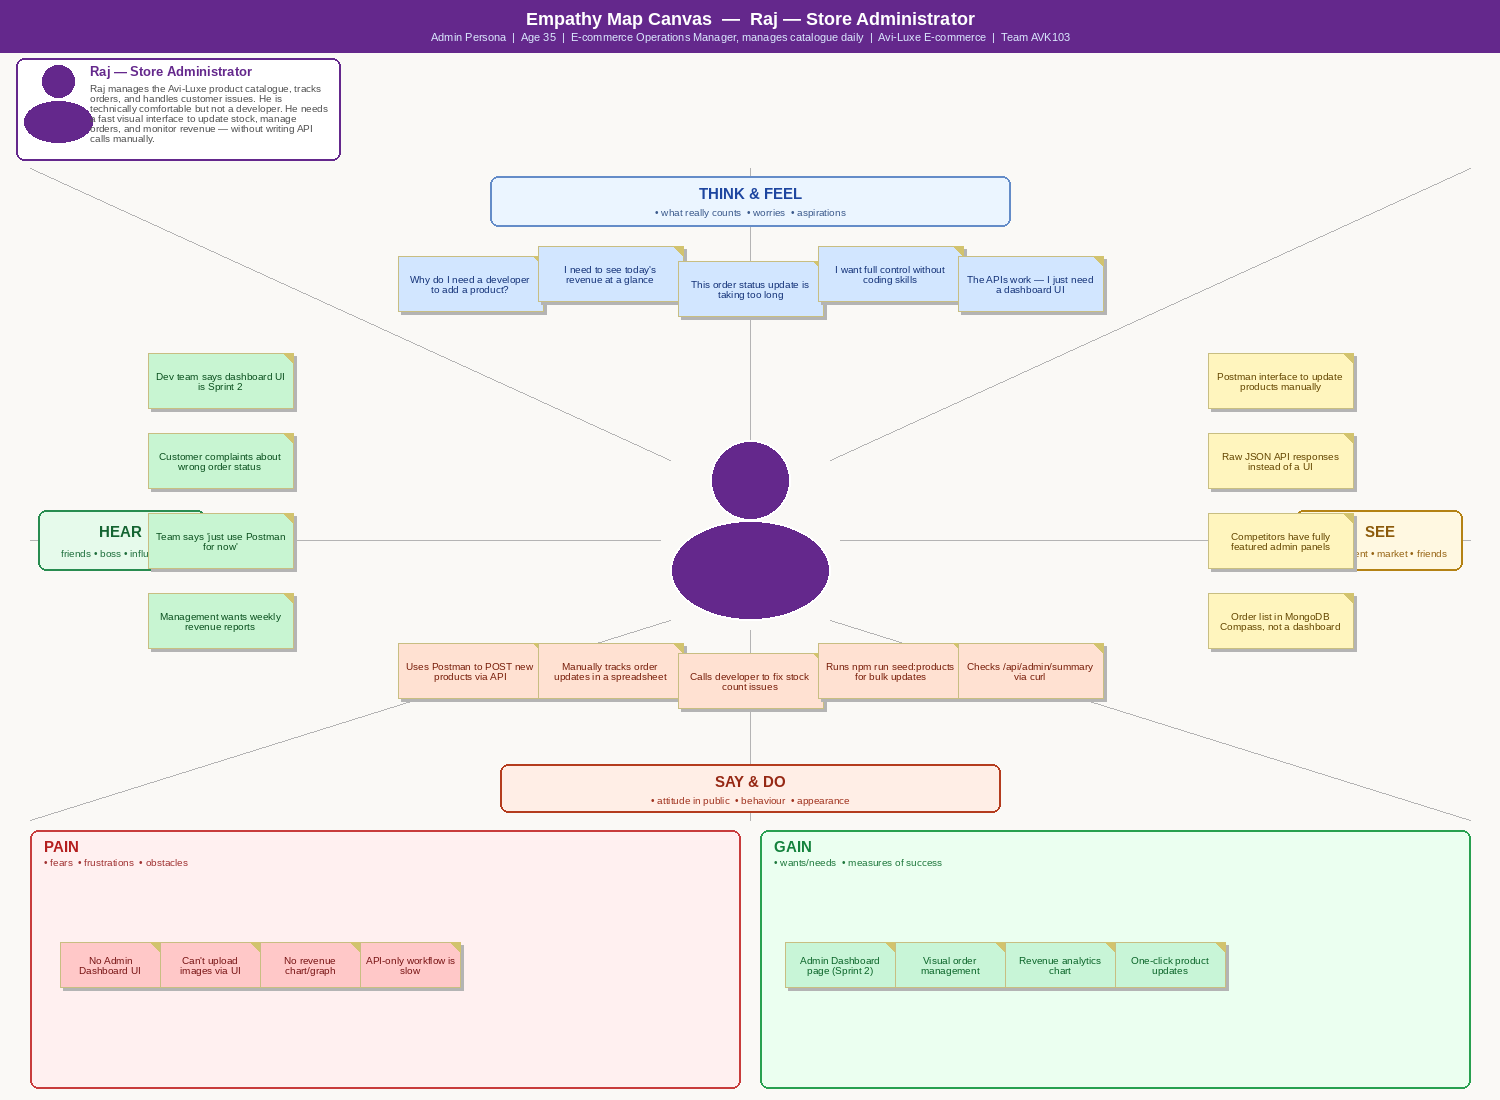 Empathy Map Canvas — Raj — Store Administrator
Admin Persona | Age 35 | E-commerce Operations Manager, manages catalogue daily | Avi-Luxe E-commerce | Team AVK103
Raj — Store Administrator
Raj manages the Avi-Luxe product catalogue, tracks
orders, and handles customer issues. He is
technically comfortable but not a developer. He needs
a fast visual interface to update stock, manage
orders, and monitor revenue — without writing API
calls manually.
THINK & FEEL
• what really counts • worries • aspirations
Why do I need a developer
to add a product?
I need to see today's
revenue at a glance
This order status update is
taking too long
I want full control without
coding skills
The APIs work — I just need
a dashboard UI
Dev team says dashboard UI
is Sprint 2
Customer complaints about
wrong order status
HEAR
friends • boss •
Team says 'just use Postman
for now'
Management wants weekly
revenue reports
Postman interface to update
products manually
Raw JSON API responses
instead of a UI
Competitors have fully
featured admin panels
SEE
• market • friends
Order list in MongoDB
Compass, not a dashboard
Uses Postman to POST new
products via API
Manually tracks order
updates in a spreadsheet
Calls developer to fix stock
count issues
Runs npm run seed:products
for bulk updates
Checks /api/admin/summary
via curl
SAY & DO
• attitude in public • behaviour • appearance
PAIN
• fears • frustrations • obstacles
No Admin
Dashboard UI
Can't upload
images via UI
No revenue
chart/graph
API-only workflow is
slow
GAIN
• wants/needs • measures of success
Admin Dashboard
page (Sprint 2)
Visual order
management
Revenue analytics
chart
One-click product
updates